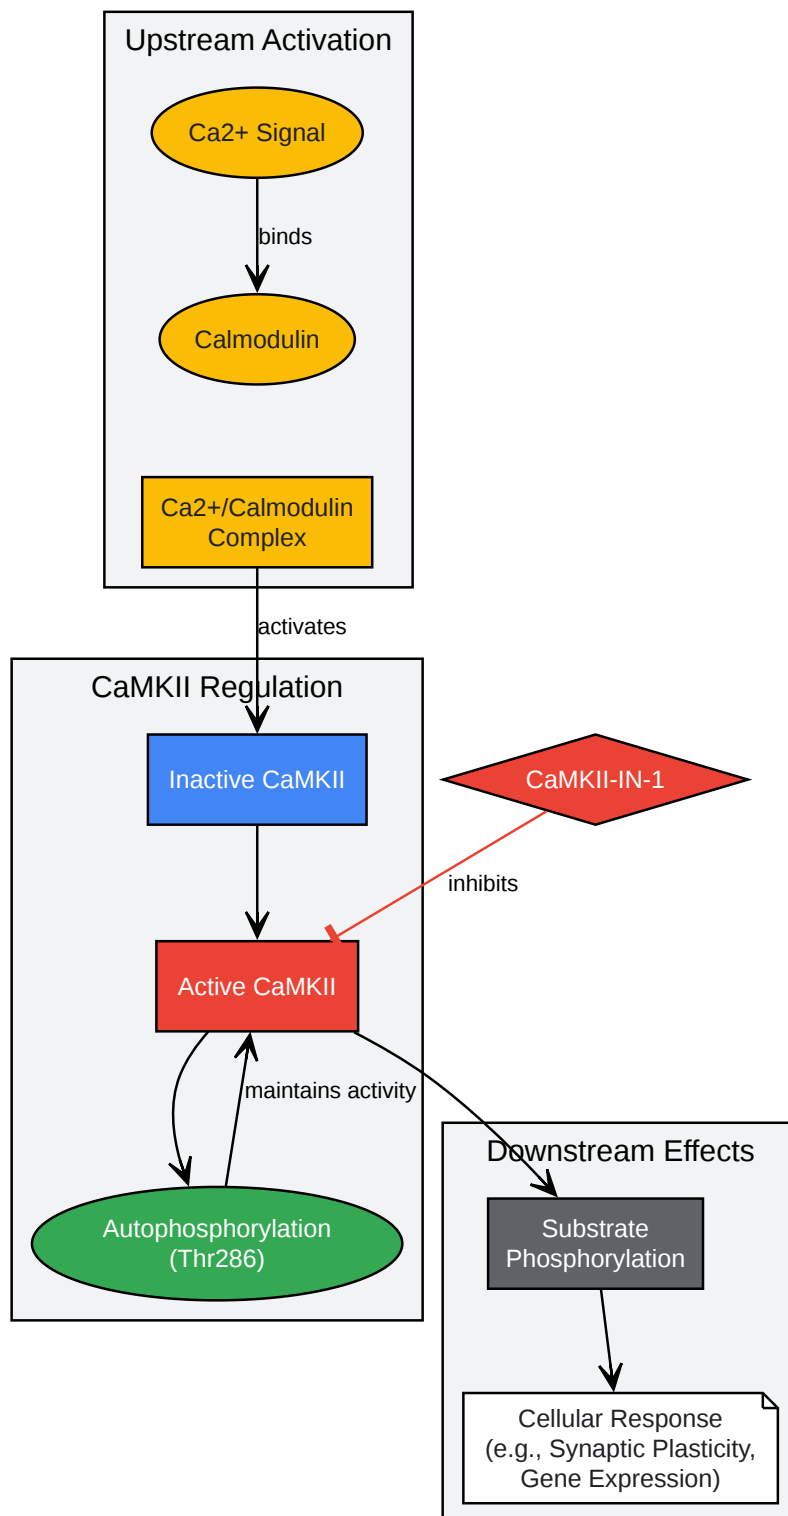 Upstream Activation
Ca2+ Signal
binds
Calmodulin
Ca2+/Calmodulin
Complex
activates
CaMKII Regulation
Inactive CaMKII
CaMKII-IN-1
inhibits
Active CaMKII
maintains activity
Downstream Effects
Autophosphorylation
(Thr286)
Substrate
Phosphorylation
Cellular Response
(e.g., Synaptic Plasticity,
Gene Expression)